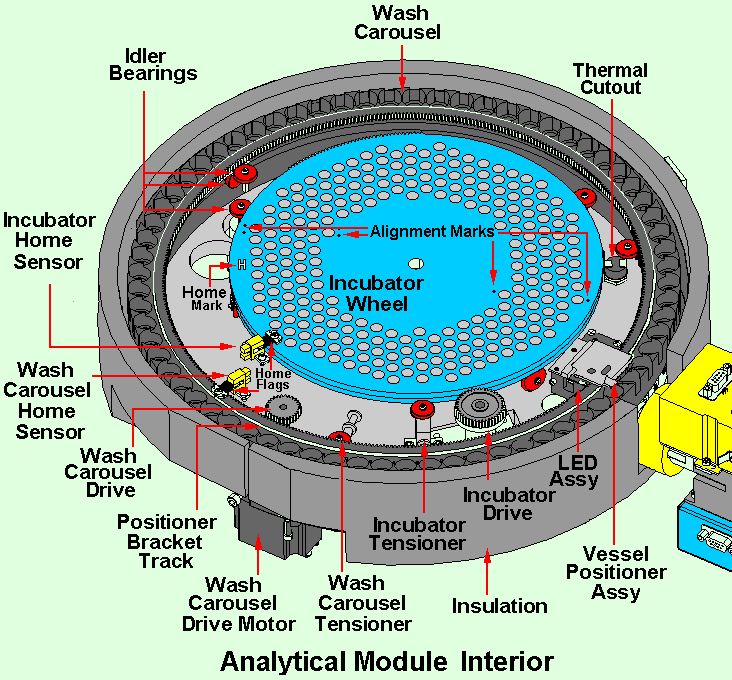 Wash
Carousel
Idler
Bearings
Thermal
Cutout
Incubator
Home
Sensor
Alignment Marks
H
Home
Mark
Incubator
Wheel
Home
Flags
Wash
Carousel
Home
Sensor
Wash
Carousel
Drive
Positioner
Bracket
Track
Wash
Carousel
Drive Motor
Wash
Carousel
Tensioner
Incubator
Tensioner
Incubator
Drive
LED
Assy
Insulation
Vessel
Positioner
Assy
Analytical Module Interior